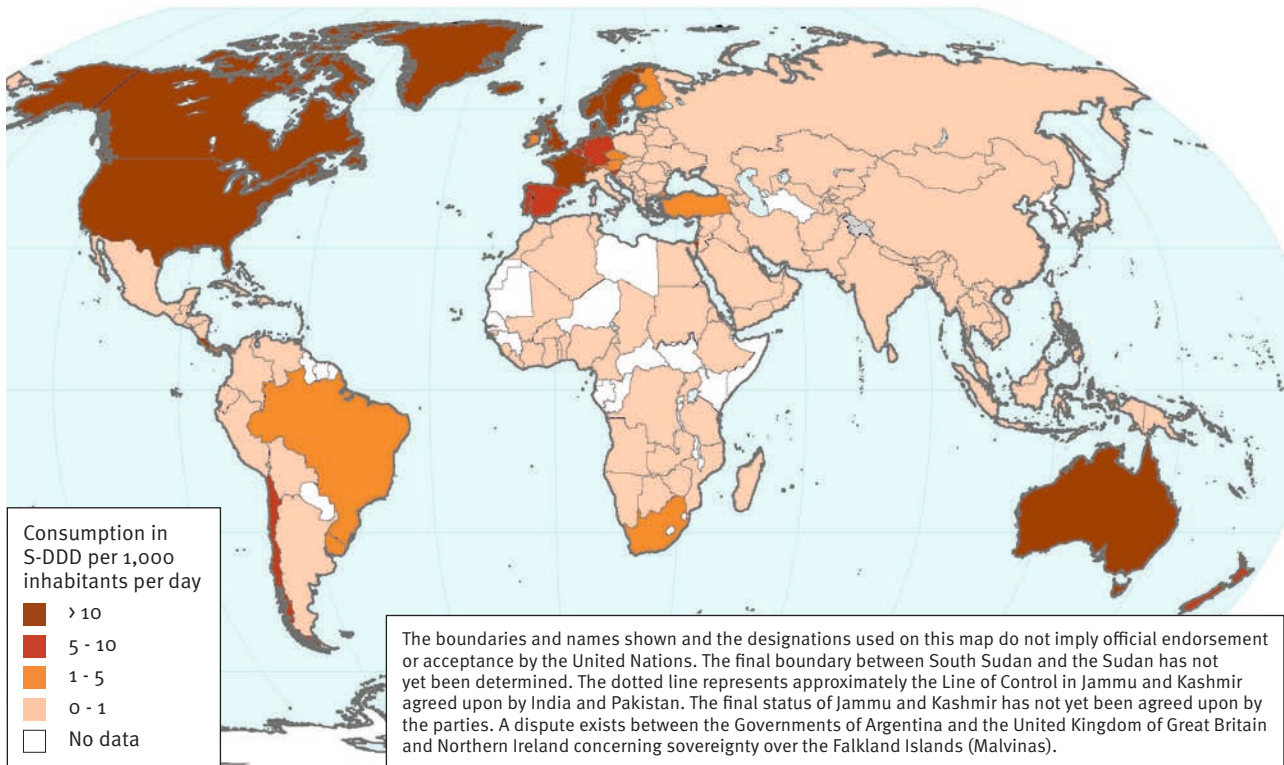 Consumption in
S-DDD per 1,000
inhabitants per day
> 10
5 - 10
1 - 5
0 - 1
No data
The boundaries and names shown and the designations used on this map do not imply official endorsement
or acceptance by the United Nations. The final boundary between South Sudan and the Sudan has not
yet been determined. The dotted line represents approximately the Line of Control in Jammu and Kashmir
agreed upon by India and Pakistan. The final status of Jammu and Kashmir has not yet been agreed upon by
the parties. A dispute exists between the Governments of Argentina and the United Kingdom of Great Britain
and Northern Ireland concerning sovereignty over the Falkland Islands (Malvinas).